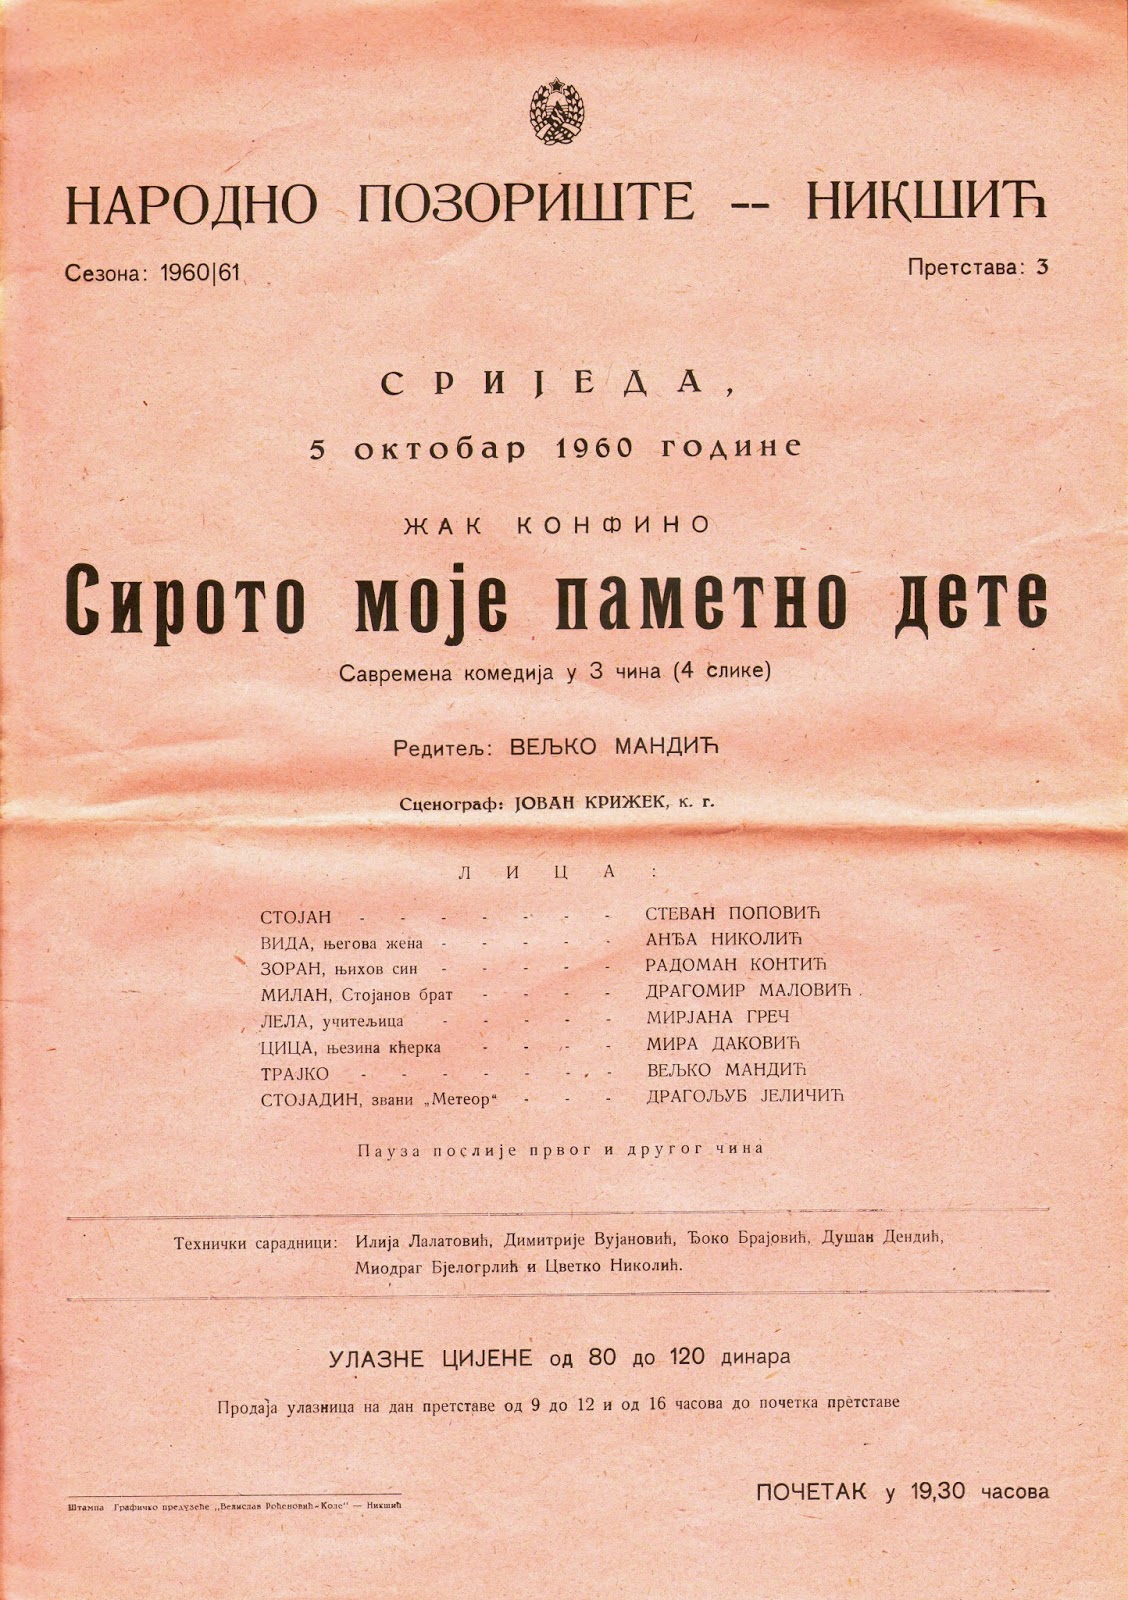 НАРОДНО ПОЗОРИШТЕ -- НИКШИЋ
Сезона: 1960|61
Претстава: 3
СРИЈЕДА,
5 октобар 1960 године
ЖАК КОНФИНО
Сирото моје паметно дете
Савремена комедија у 3 чина (4 слике)
Редитељ: ВЕЉКО МАНДИЋ
Сценограф: ЈОВАН КРИЖЕК, к. г.
ЛИЦА:
СТОЈАН - - - - - - - СТЕВАН ПОПОВИЋ
ВИДА, његова жена - - - - - АНЂА НИКОЛИЋ
ЗОРАН, њихов син - - - - - РАДОМАН КОНТИЋ
МИЛАН, Стојанов брат - - - - ДРАГОМИР МАЛОВИЋ
ЛЕЛА, учитељица - - - - - МИРЈАНА ГРЕЧ
ЦИЦА, њезина кћерка - - - - МИРА ДАКОВИЋ
ТРАЈКО - - - - - - - ВЕЉКО МАНДИЋ
СТОЈАДИН, звани „Метеор“ - - - ДРАГОЉУБ ЈЕЛИЧИЋ
Пауза послије првог и другог чина
Технички сарадници: Илија Лалатовић, Димитрије Вујановић, Ђоко Брајовић, Душан Дендић,
Миодраг Бјелогрлић и Цветко Николић.
УЛАЗНЕ ЦИЈЕНЕ од 80 до 120 динара
Продаја улазница на дан претставе од 9 до 12 и од 16 часова до почетка претставе
Штампа Графичко предузеће „Велислав Роћеновић-Коле" — Никшић
ПОЧЕТАК у 19,30 часова